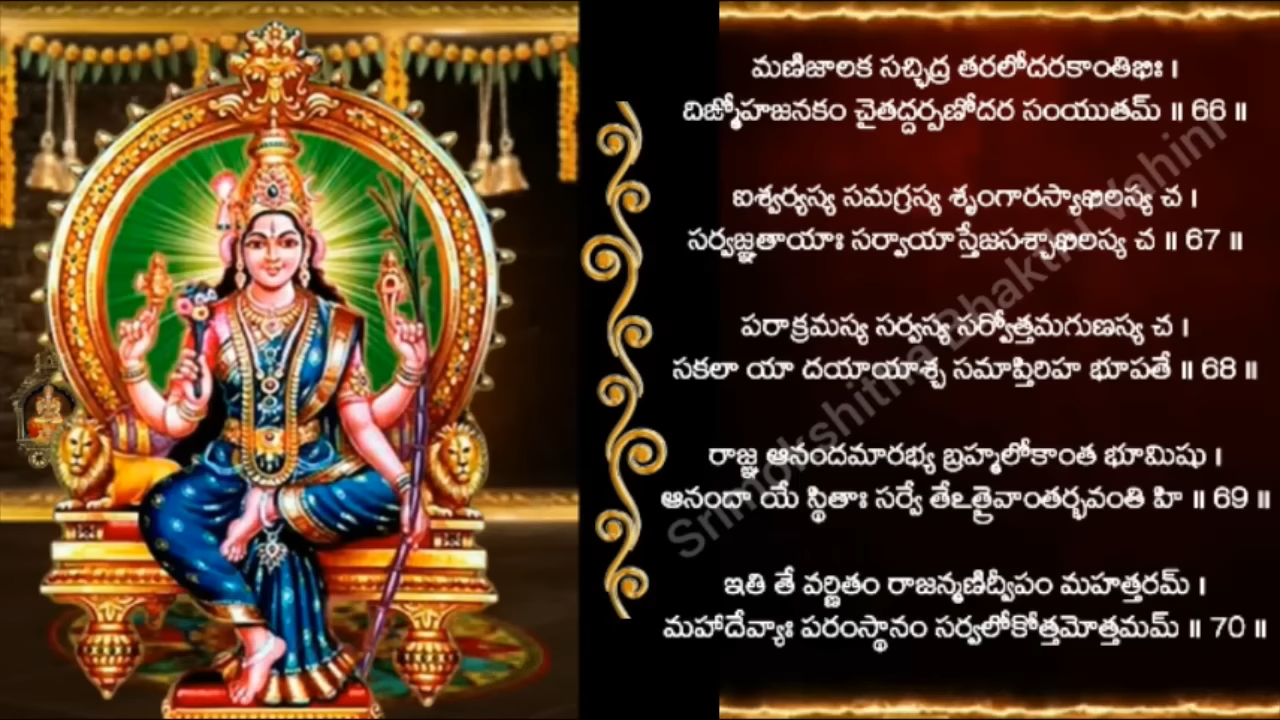 మణిజాలక సచ్ఛిద్ర తరలోదరకాంతిభిః ।
దిఙ్మోహజనకం చైతద్దర్పణోదర సంయుతమ్ ॥ 66 ॥
ఐశ్వర్యస్య సమగ్రస్య శృంగారస్యాఖిలస్య చ ।
సర్వజ్ఞతాయాః సర్వాయాస్తేజసశ్చాఖిలస్య చ ॥ 67 ॥
పరాక్రమస్య సర్వస్య సర్వోత్తమగుణస్య చ ।
సకలా యా దయాయాశ్చ సమాప్తిరిహ భూపతే ॥ 68 ॥
రాజ్ఞ ఆనందమారభ్య బ్రహ్మలోకాంత భూమిషు ।
ఆనందా యే స్థితాః సర్వే తేఽత్రైవాంతర్భవంతి హి ॥ 69 ॥
ఇతి తే వర్ణితం రాజన్మణిద్వీపం మహత్తరమ్ ।
మహాదేవ్యాః పరంస్థానం సర్వలోకోత్తమోత్తమమ్ ॥ 70 ॥
Srimokshitha Bhakthi Vahini